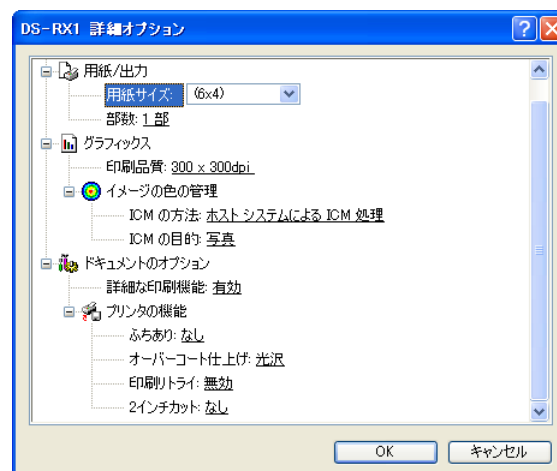 DS-RX1 詳細オプション
用紙/出力
用紙サイズ: (6x4)
部数: 1 部
グラフィックス
印刷品質: 300 x 300dpi
イメージの色の管理
ICM の方法: ホスト システムによる ICM 処理
ICM の目的: 写真
ドキュメントのオプション
詳細な印刷機能: 有効
プリンタの機能
ふちあり: なし
オーバーコート仕上げ: 光沢
印刷リトライ: 無効
2インチカット: なし
OK キャンセル